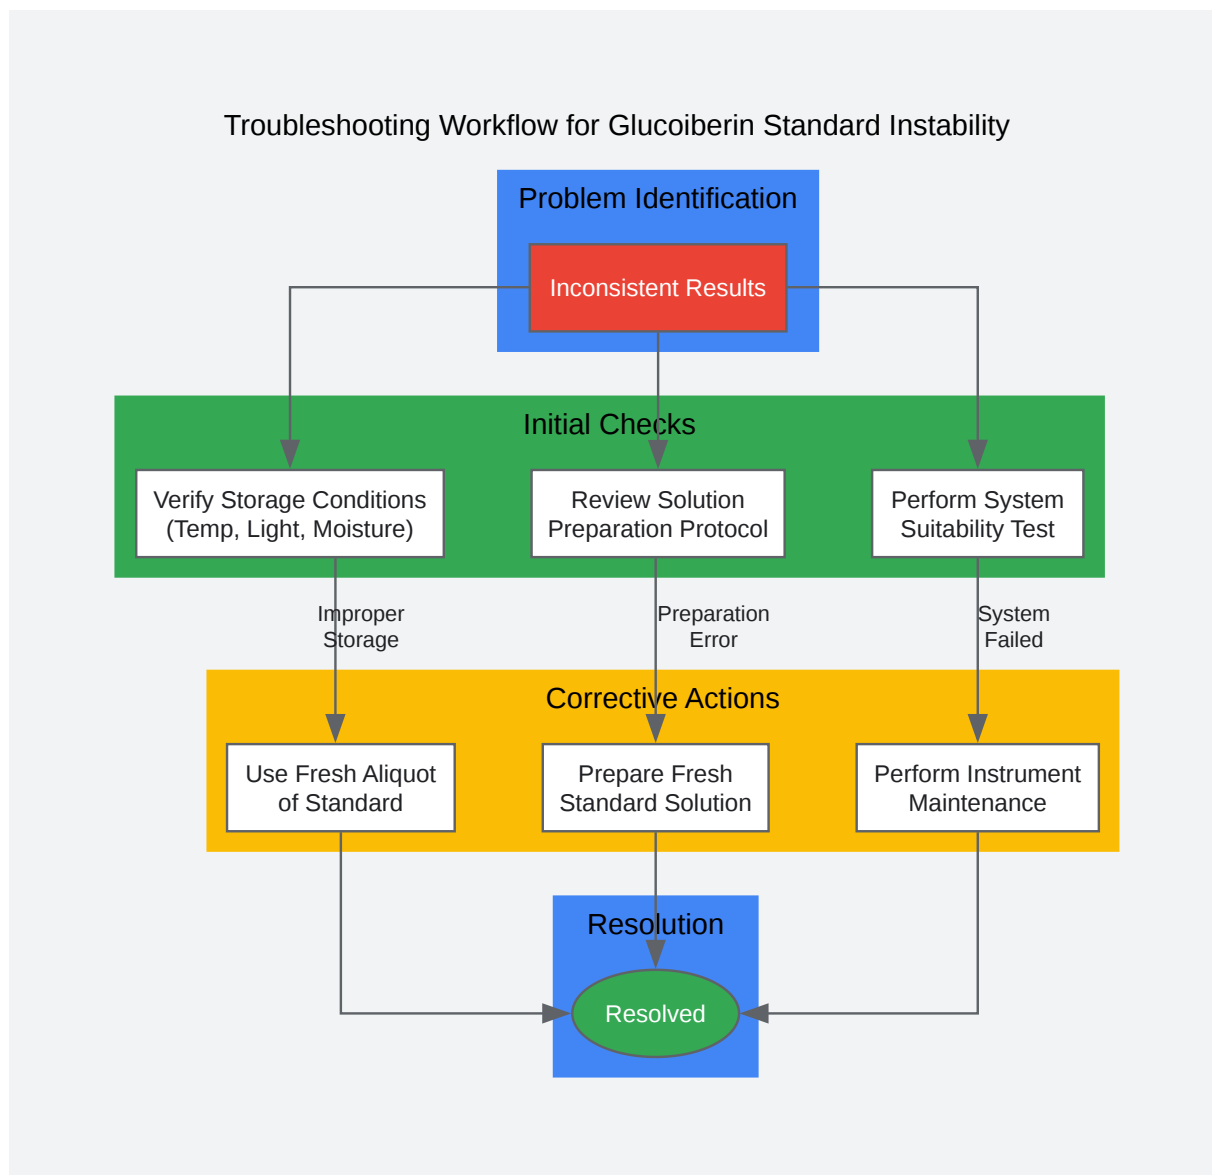 Troubleshooting Workflow for Glucoiberin Standard Instability
Problem Identification
Inconsistent Results
Initial Checks
Verify Storage Conditions
(Temp, Light, Moisture)
Review Solution
Preparation Protocol
Perform System
Suitability Test
Improper
Storage
Preparation
Error
System
Failed
Corrective Actions
Use Fresh Aliquot
of Standard
Prepare Fresh
Standard Solution
Perform Instrument
Maintenance
Resolution
Resolved